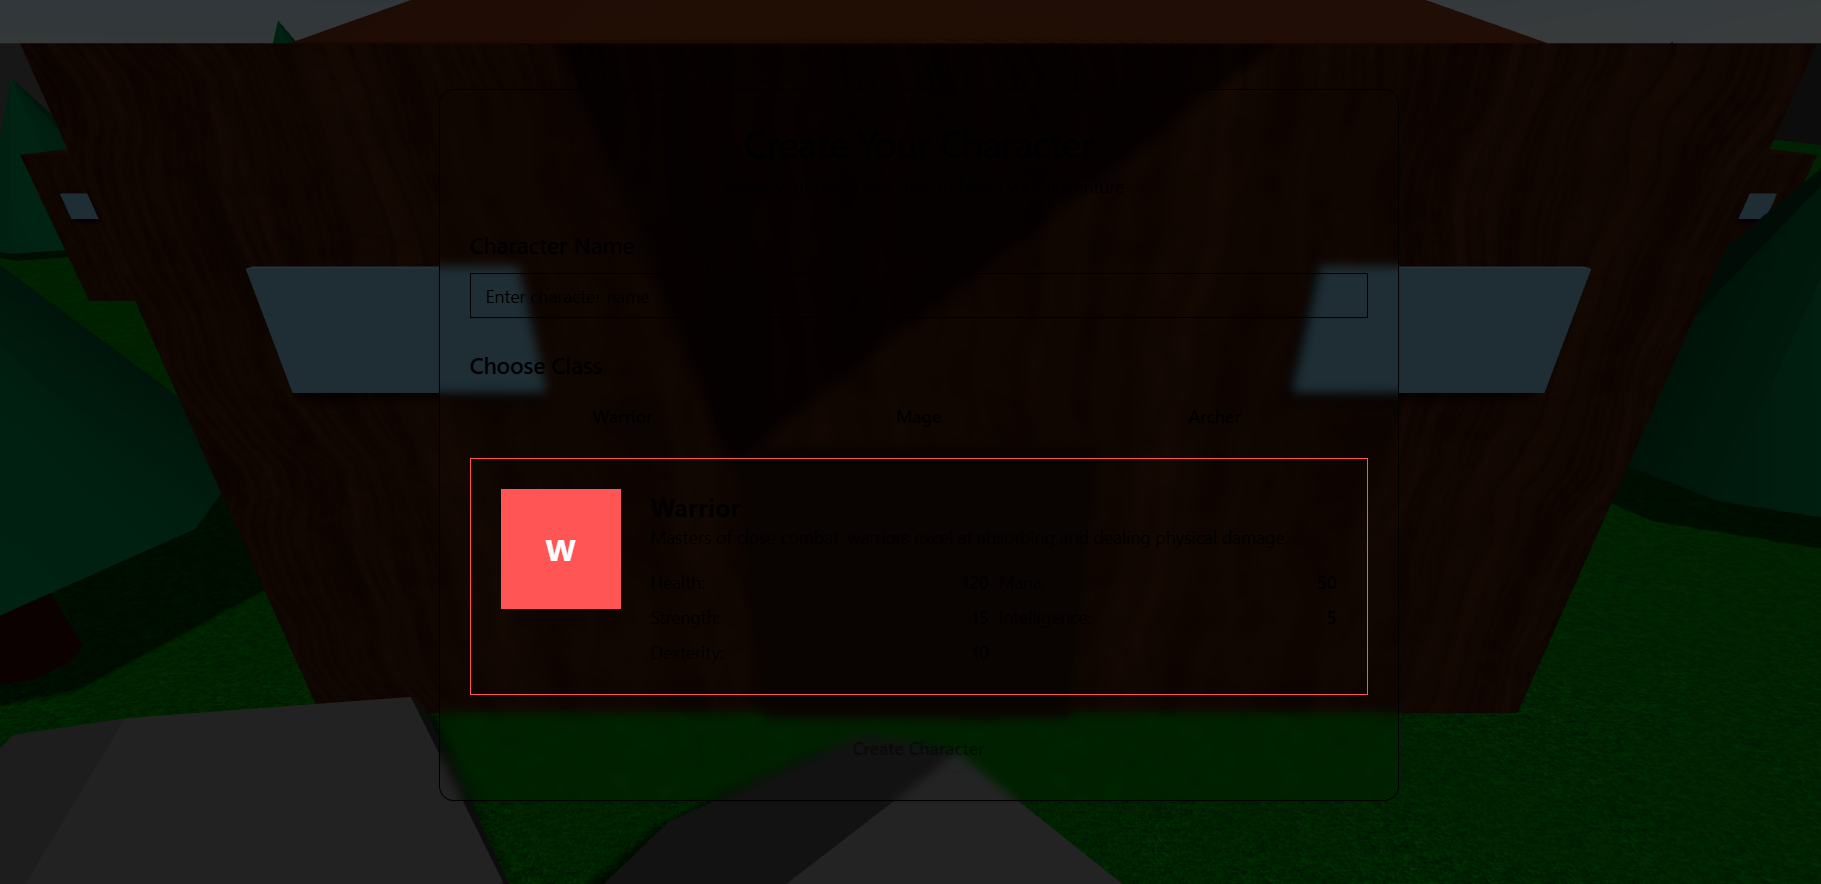 Create Your Character
adventure
Character Name
Enter character name
Choose Class
Warrior Mage Archer
W
Warrior
Masters of close combat, warriors excel at absorbing and dealing physical damage.
Health: 120 Mana: 50
Strength: 15 Intelligence: 5
Dexterity: 10
Create Character